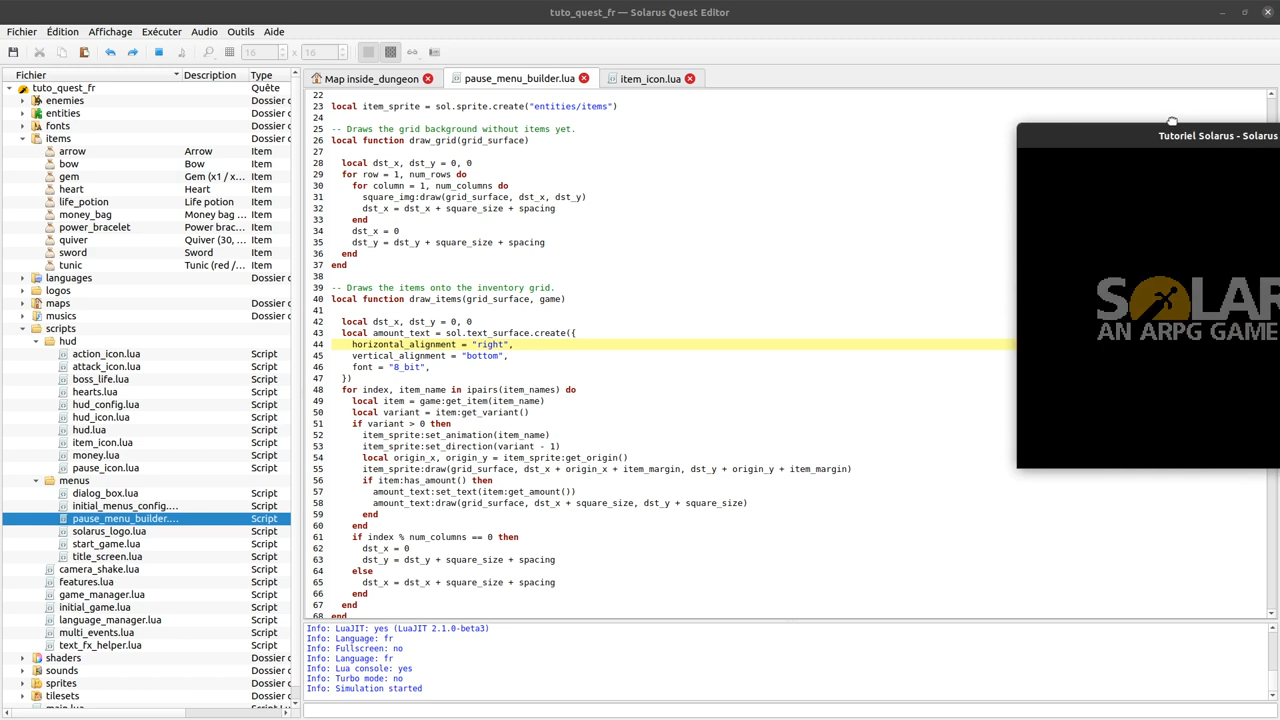 tuto_quest_fr — Solarus Quest Editor
Fichier Édition Affichage Exécuter Audio Outils Aide
16 x 16
Fichier Description Type
tuto_quest_fr Quête
enemies Dossier c
entities Dossier c
fonts Dossier c
items Dossier c
arrow Arrow Item
bow Bow Item
gem Gem (x1 / x... Item
heart Heart Item
life_potion Life potion Item
money_bag Money bag ... Item
power_bracelet Power brac... Item
quiver Quiver (30, ... Item
sword Sword Item
tunic Tunic (red /... Item
languages Dossier c
logos Dossier c
maps Dossier c
musics Dossier c
scripts Dossier c
hud Dossier c
action_icon.lua Script
attack_icon.lua Script
boss_life.lua Script
hearts.lua Script
hud_config.lua Script
hud_icon.lua Script
hud.lua Script
item_icon.lua Script
money.lua Script
pause_icon.lua Script
menus Dossier c
dialog_box.lua Script
initial_menus_config.... Script
pause_menu_builder.... Script
solarus_logo.lua Script
start_game.lua Script
title_screen.lua Script
camera_shake.lua Script
features.lua Script
game_manager.lua Script
initial_game.lua Script
language_manager.lua Script
multi_events.lua Script
text_fx_helper.lua Script
shaders Dossier c
sounds Dossier c
sprites Dossier c
tilesets Dossier c
Map inside_dungeon pause_menu_builder.lua item_icon.lua
22
23 local item_sprite = sol.sprite.create("entities/items")
24
25 -- Draws the grid background without items yet.
26 local function draw_grid(grid_surface)
27
28 local dst_x, dst_y = 0, 0
29 for row = 1, num_rows do
30 for column = 1, num_columns do
31 square_img:draw(grid_surface, dst_x, dst_y)
32 dst_x = dst_x + square_size + spacing
33 end
34 dst_x = 0
35 dst_y = dst_y + square_size + spacing
36 end
37 end
38
39 -- Draws the items onto the inventory grid.
40 local function draw_items(grid_surface, game)
41
42 local dst_x, dst_y = 0, 0
43 local amount_text = sol.text_surface.create({
44 horizontal_alignment = "right",
45 vertical_alignment = "bottom",
46 font = "8_bit",
47 })
48 for index, item_name in ipairs(item_names) do
49 local item = game:get_item(item_name)
50 local variant = item:get_variant()
51 if variant > 0 then
52 item_sprite:set_animation(item_name)
53 item_sprite:set_direction(variant - 1)
54 local origin_x, origin_y = item_sprite:get_origin()
55 item_sprite:draw(grid_surface, dst_x + origin_x + item_margin, dst_y + origin_y + item_margin)
56 if item:has_amount() then
57 amount_text:set_text(item:get_amount())
58 amount_text:draw(grid_surface, dst_x + square_size, dst_y + square_size)
59 end
60 end
61 if index % num_columns == 0 then
62 dst_x = 0
63 dst_y = dst_y + square_size + spacing
64 else
65 dst_x = dst_x + square_size + spacing
66 end
67 end
68 end
Tutoriel Solarus - Solarus
SOLAR
AN ARPG GAME
Info: LuaJIT: yes (LuaJIT 2.1.0-beta3)
Info: Language: fr
Info: Fullscreen: no
Info: Language: fr
Info: Lua console: yes
Info: Turbo mode: no
Info: Simulation started